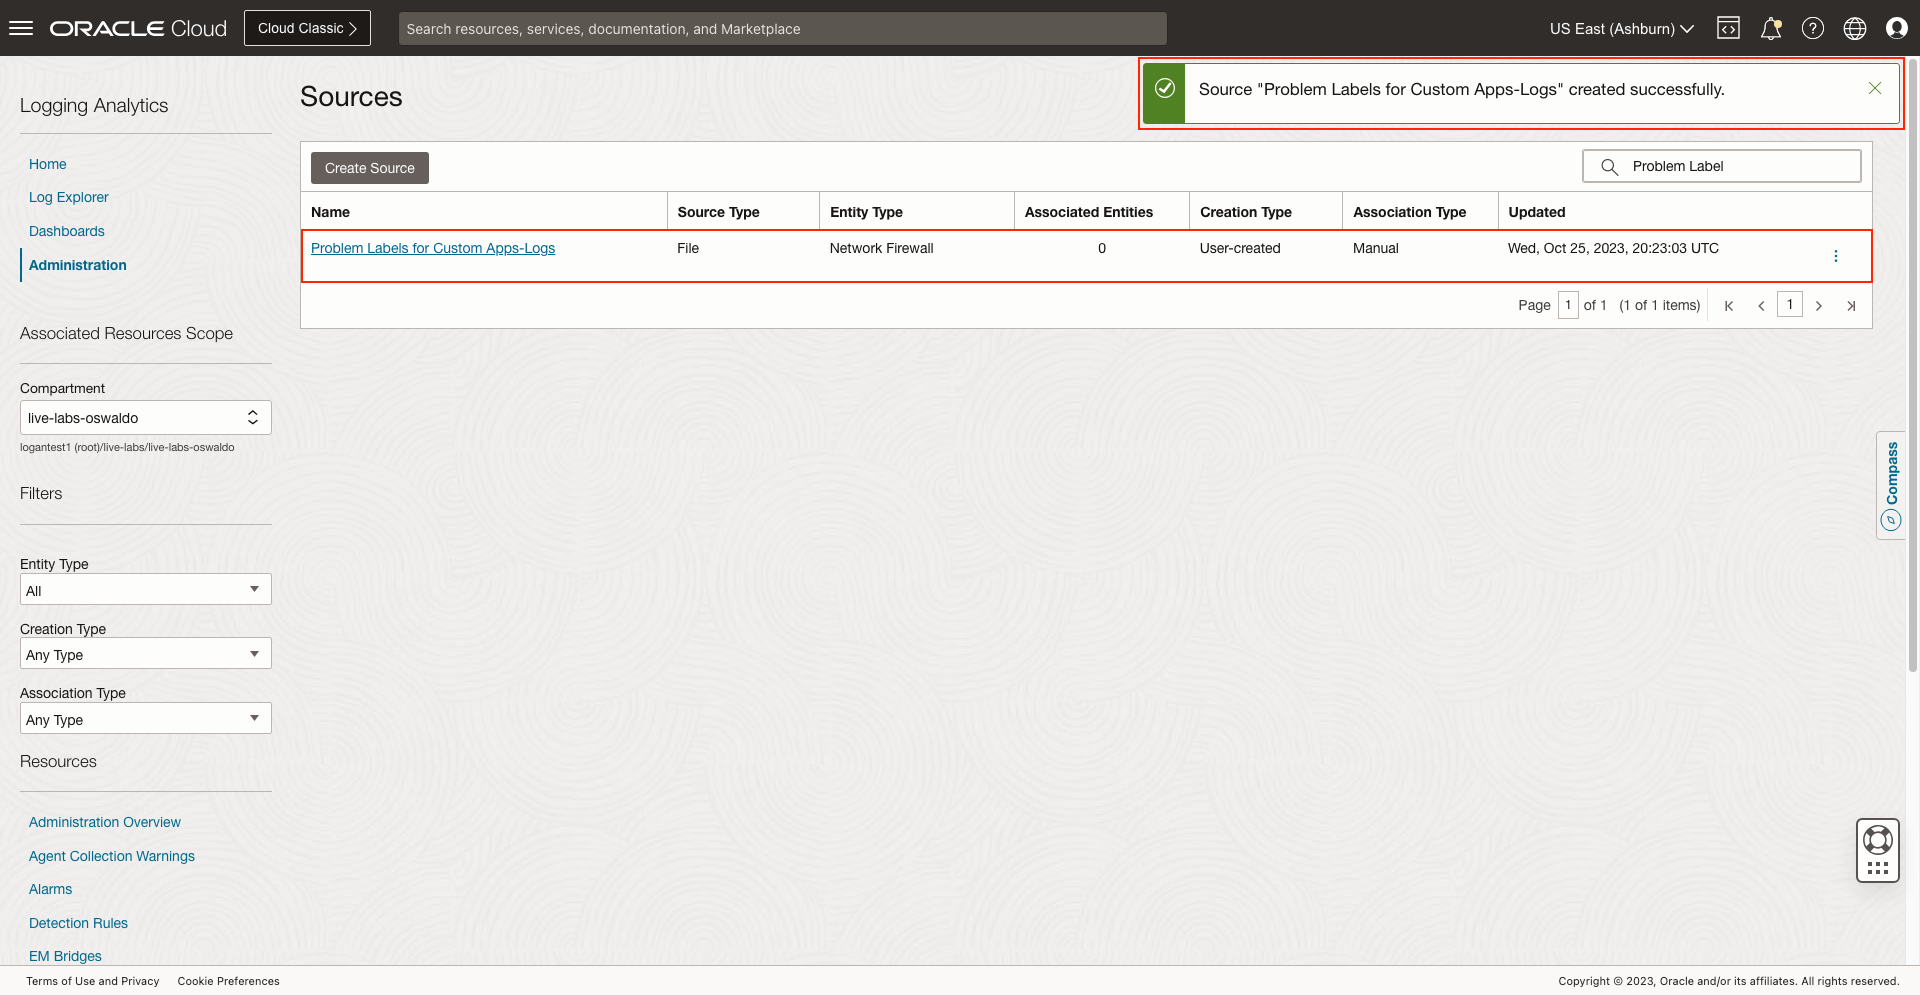 ORACLE Cloud
Cloud Classic
Search resources, services, documentation, and Marketplace
US East (Ashburn)
Logging Analytics
Home
Log Explorer
Dashboards
Administration
Associated Resources Scope
Compartment
live-labs-oswaldo
logantest1 (root)/live-labs/live-labs-oswaldo
Filters
Entity Type
All
Creation Type
Any Type
Association Type
Any Type
Resources
Administration Overview
Agent Collection Warnings
Alarms
Detection Rules
EM Bridges
Sources
Source "Problem Labels for Custom Apps-Logs" created successfully.
Create Source
Problem Label
Name Source Type Entity Type Associated Entities Creation Type Association Type Updated
Problem Labels for Custom Apps-Logs File Network Firewall 0 User-created Manual Wed, Oct 25, 2023, 20:23:03 UTC
Page 1 of 1 (1 of 1 items) 1
Compass
Terms of Use and Privacy Cookie Preferences
Copyright © 2023, Oracle and/or its affiliates. All rights reserved.